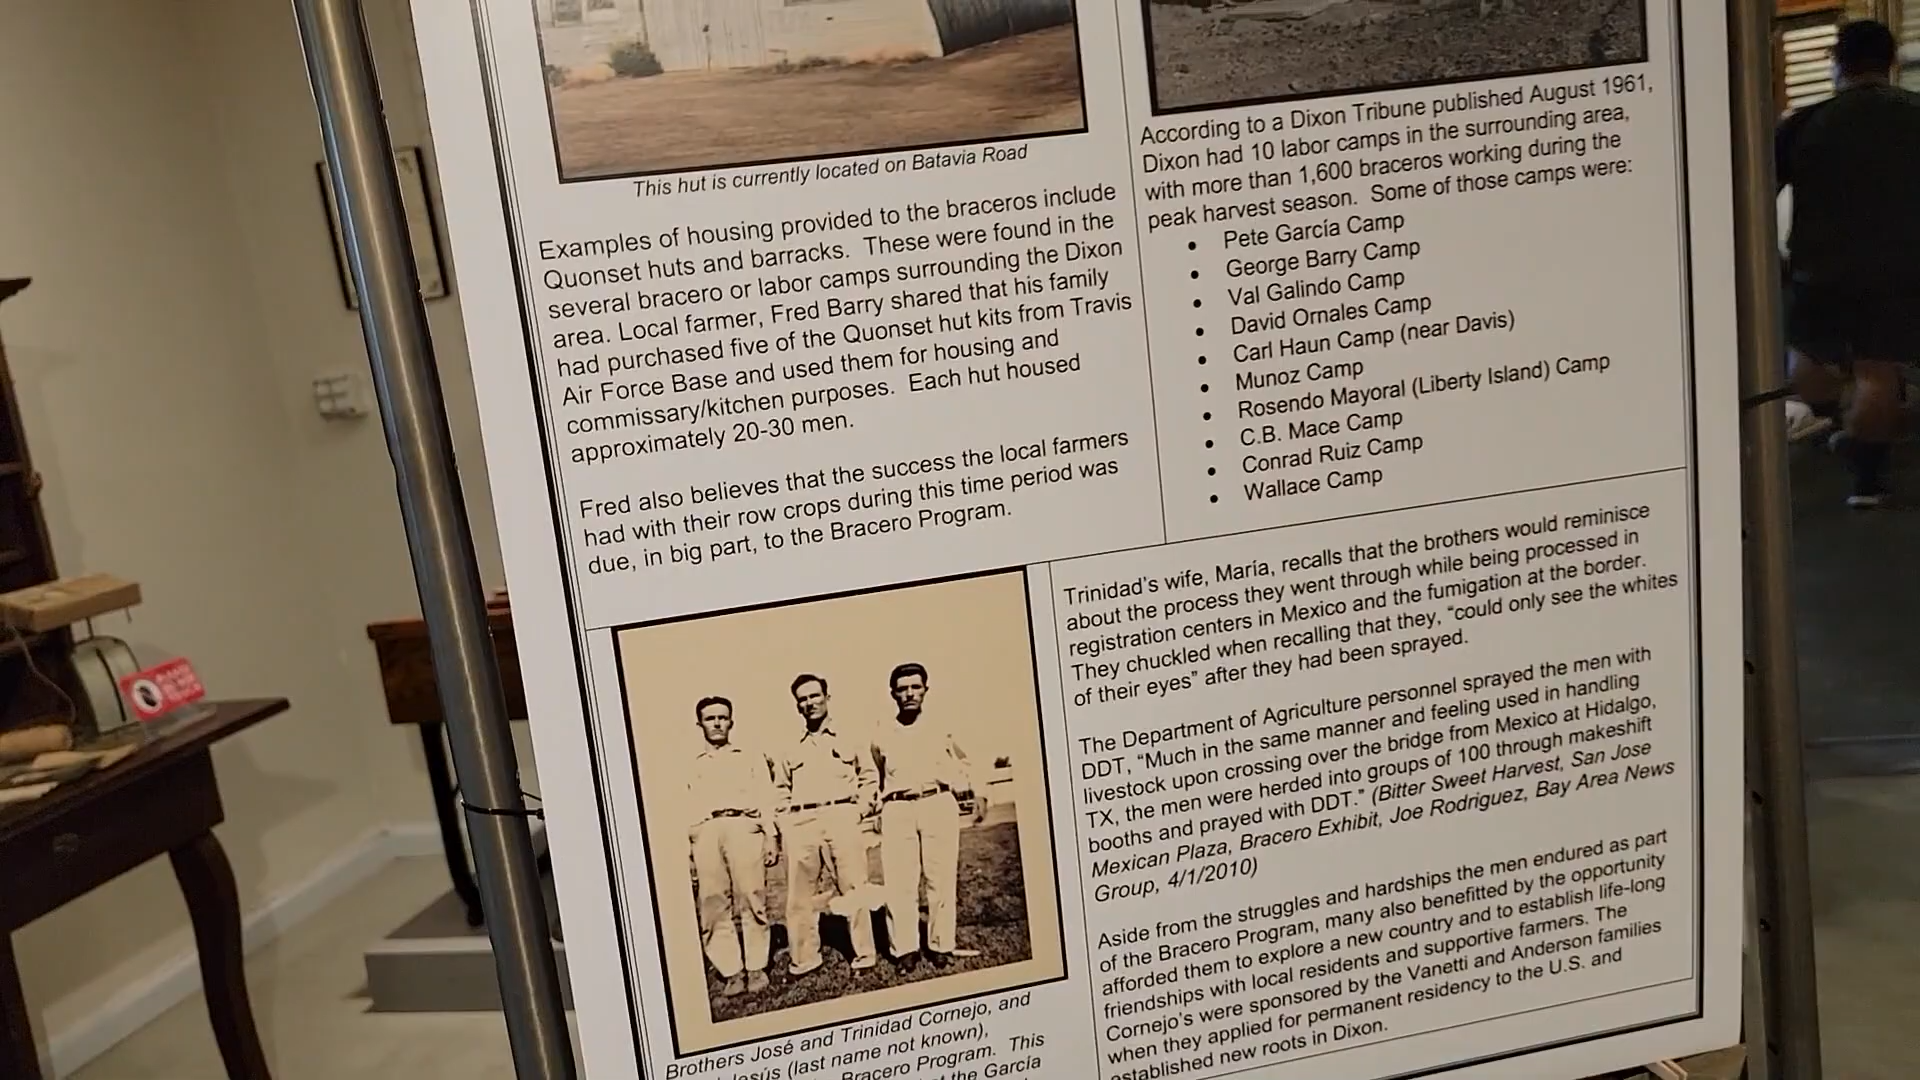 This hut is currently located on Batavia Road
Examples of housing provided to the braceros include
Quonset huts and barracks. These were found in the
several bracero or labor camps surrounding the Dixon
area. Local farmer, Fred Barry shared that his family
had purchased five of the Quonset hut kits from Travis
Air Force Base and used them for housing and
commissary/kitchen purposes. Each hut housed
approximately 20-30 men.
Fred also believes that the success the local farmers
had with their row crops during this time period was
due, in big part, to the Bracero Program.
According to a Dixon Tribune published August 1961,
Dixon had 10 labor camps in the surrounding area,
with more than 1,600 braceros working during the
peak harvest season. Some of those camps were:
• Pete García Camp
• George Barry Camp
• Val Galindo Camp
• David Ornales Camp
• Carl Haun Camp (near Davis)
• Munoz Camp
• Rosendo Mayoral (Liberty Island) Camp
• C.B. Mace Camp
• Conrad Ruiz Camp
• Wallace Camp
Brothers José and Trinidad Cornejo, and
Jesús (last name not known),
Bracero Program. This
the García
Trinidad's wife, María, recalls that the brothers would reminisce
about the process they went through while being processed in
registration centers in Mexico and the fumigation at the border.
They chuckled when recalling that they, "could only see the whites
of their eyes" after they had been sprayed.
The Department of Agriculture personnel sprayed the men with
DDT, "Much in the same manner and feeling used in handling
livestock upon crossing over the bridge from Mexico at Hidalgo,
TX, the men were herded into groups of 100 through makeshift
booths and prayed with DDT." (Bitter Sweet Harvest, San Jose
Mexican Plaza, Bracero Exhibit, Joe Rodriguez, Bay Area News
Group, 4/1/2010)
Aside from the struggles and hardships the men endured as part
of the Bracero Program, many also benefitted by the opportunity
afforded them to explore a new country and to establish life-long
friendships with local residents and supportive farmers. The
Cornejo's were sponsored by the Vanetti and Anderson families
when they applied for permanent residency to the U.S. and
established new roots in Dixon.